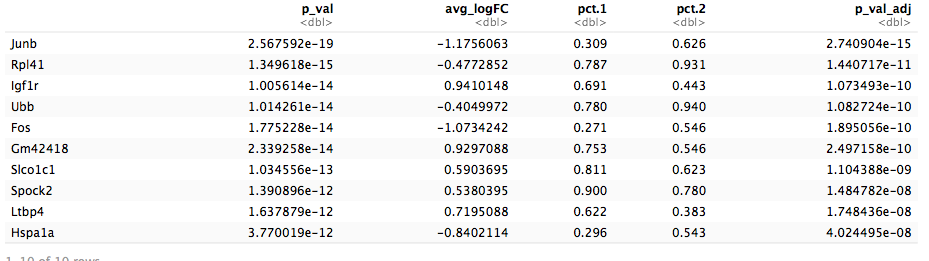 p_val avg_logFC pct.1 pct.2 p_val_adj
<dbl> <dbl> <dbl> <dbl> <dbl>
Junb 2.567592e-19 -1.1756063 0.309 0.626 2.740904e-15
Rpl41 1.349618e-15 -0.4772852 0.787 0.931 1.440717e-11
Igf1r 1.005614e-14 0.9410148 0.691 0.443 1.073493e-10
Ubb 1.014261e-14 -0.4049972 0.780 0.940 1.082724e-10
Fos 1.775228e-14 -1.0734242 0.271 0.546 1.895056e-10
Gm42418 2.339258e-14 0.9297088 0.753 0.546 2.497158e-10
Slco1c1 1.034556e-13 0.5903695 0.811 0.623 1.104388e-09
Spock2 1.390896e-12 0.5380395 0.900 0.780 1.484782e-08
Ltbp4 1.637879e-12 0.7195088 0.622 0.383 1.748436e-08
Hspa1a 3.770019e-12 -0.8402114 0.296 0.543 4.024495e-08
1-10 of 10 rows